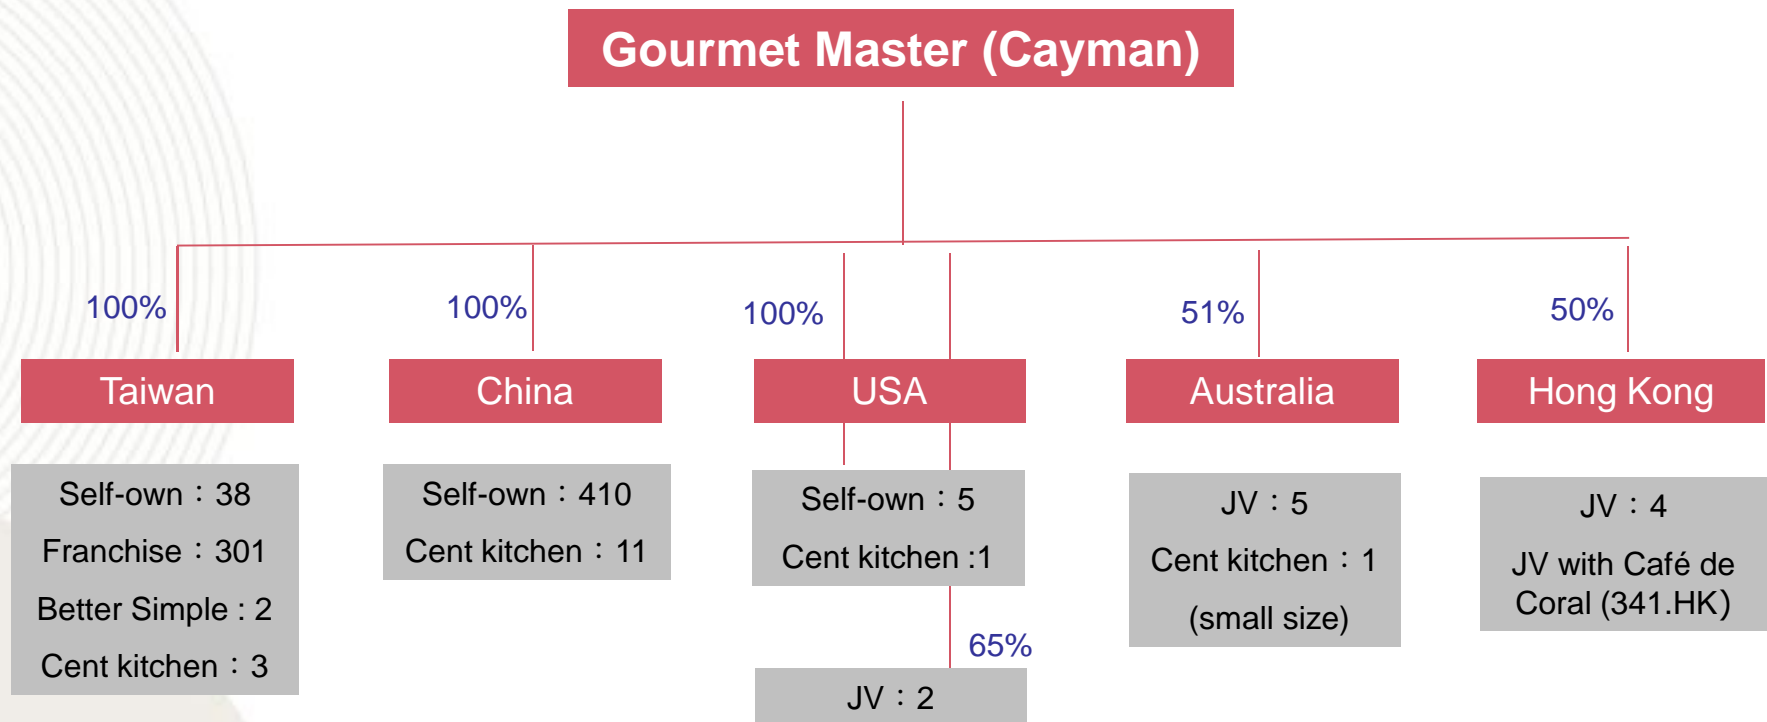 Gourmet Master (Cayman)
100%
100%
100%
51%
50%
Taiwan
China
USA
Australia
Hong Kong
Self-own：38
Franchise：301
Better Simple : 2
Cent kitchen：3
Self-own：410
Cent kitchen：11
Self-own：5
Cent kitchen :1
65%
JV：2
JV：5
Cent kitchen：1
(small size)
JV：4
JV with Café de
Coral (341.HK）